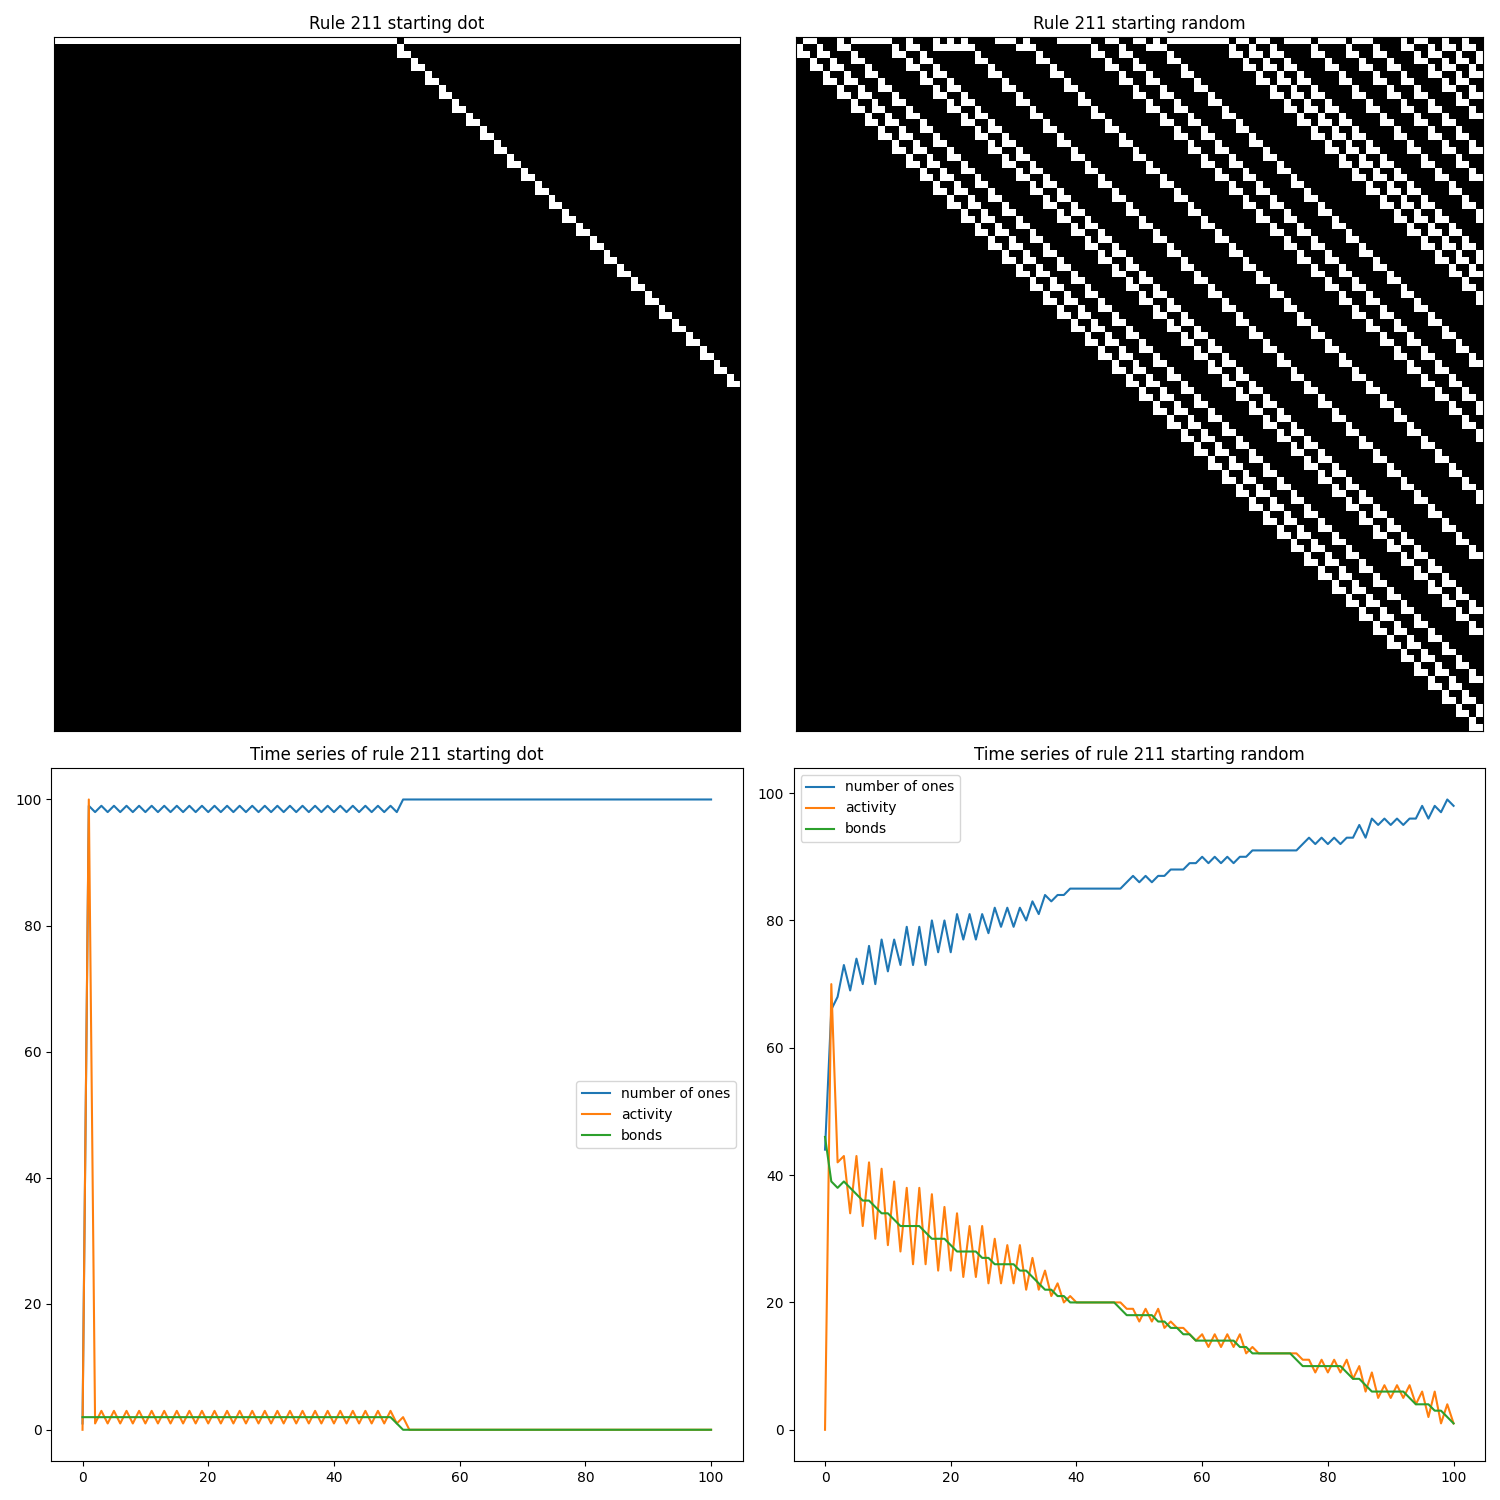 Rule 211 starting dot
Rule 211 starting random
Time series of rule 211 starting dot
100
80
60
40
20
0
0 20 40 60 80 100
number of ones
activity
bonds
Time series of rule 211 starting random
100
80
60
40
20
0
0 20 40 60 80 100
number of ones
activity
bonds